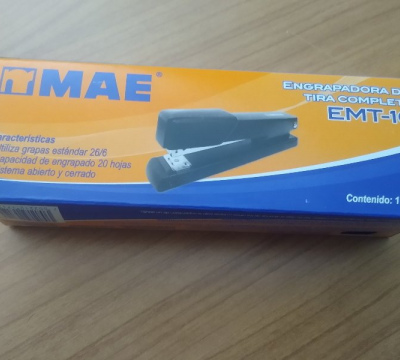 MAE®
ENGRAPADORA D
TIRA COMPLET
EMT-1
aracterísticas
tiliza grapas estándar 26/6
apacidad de engrapado 20 hojas
istema abierto y cerrado
Contenido: 1